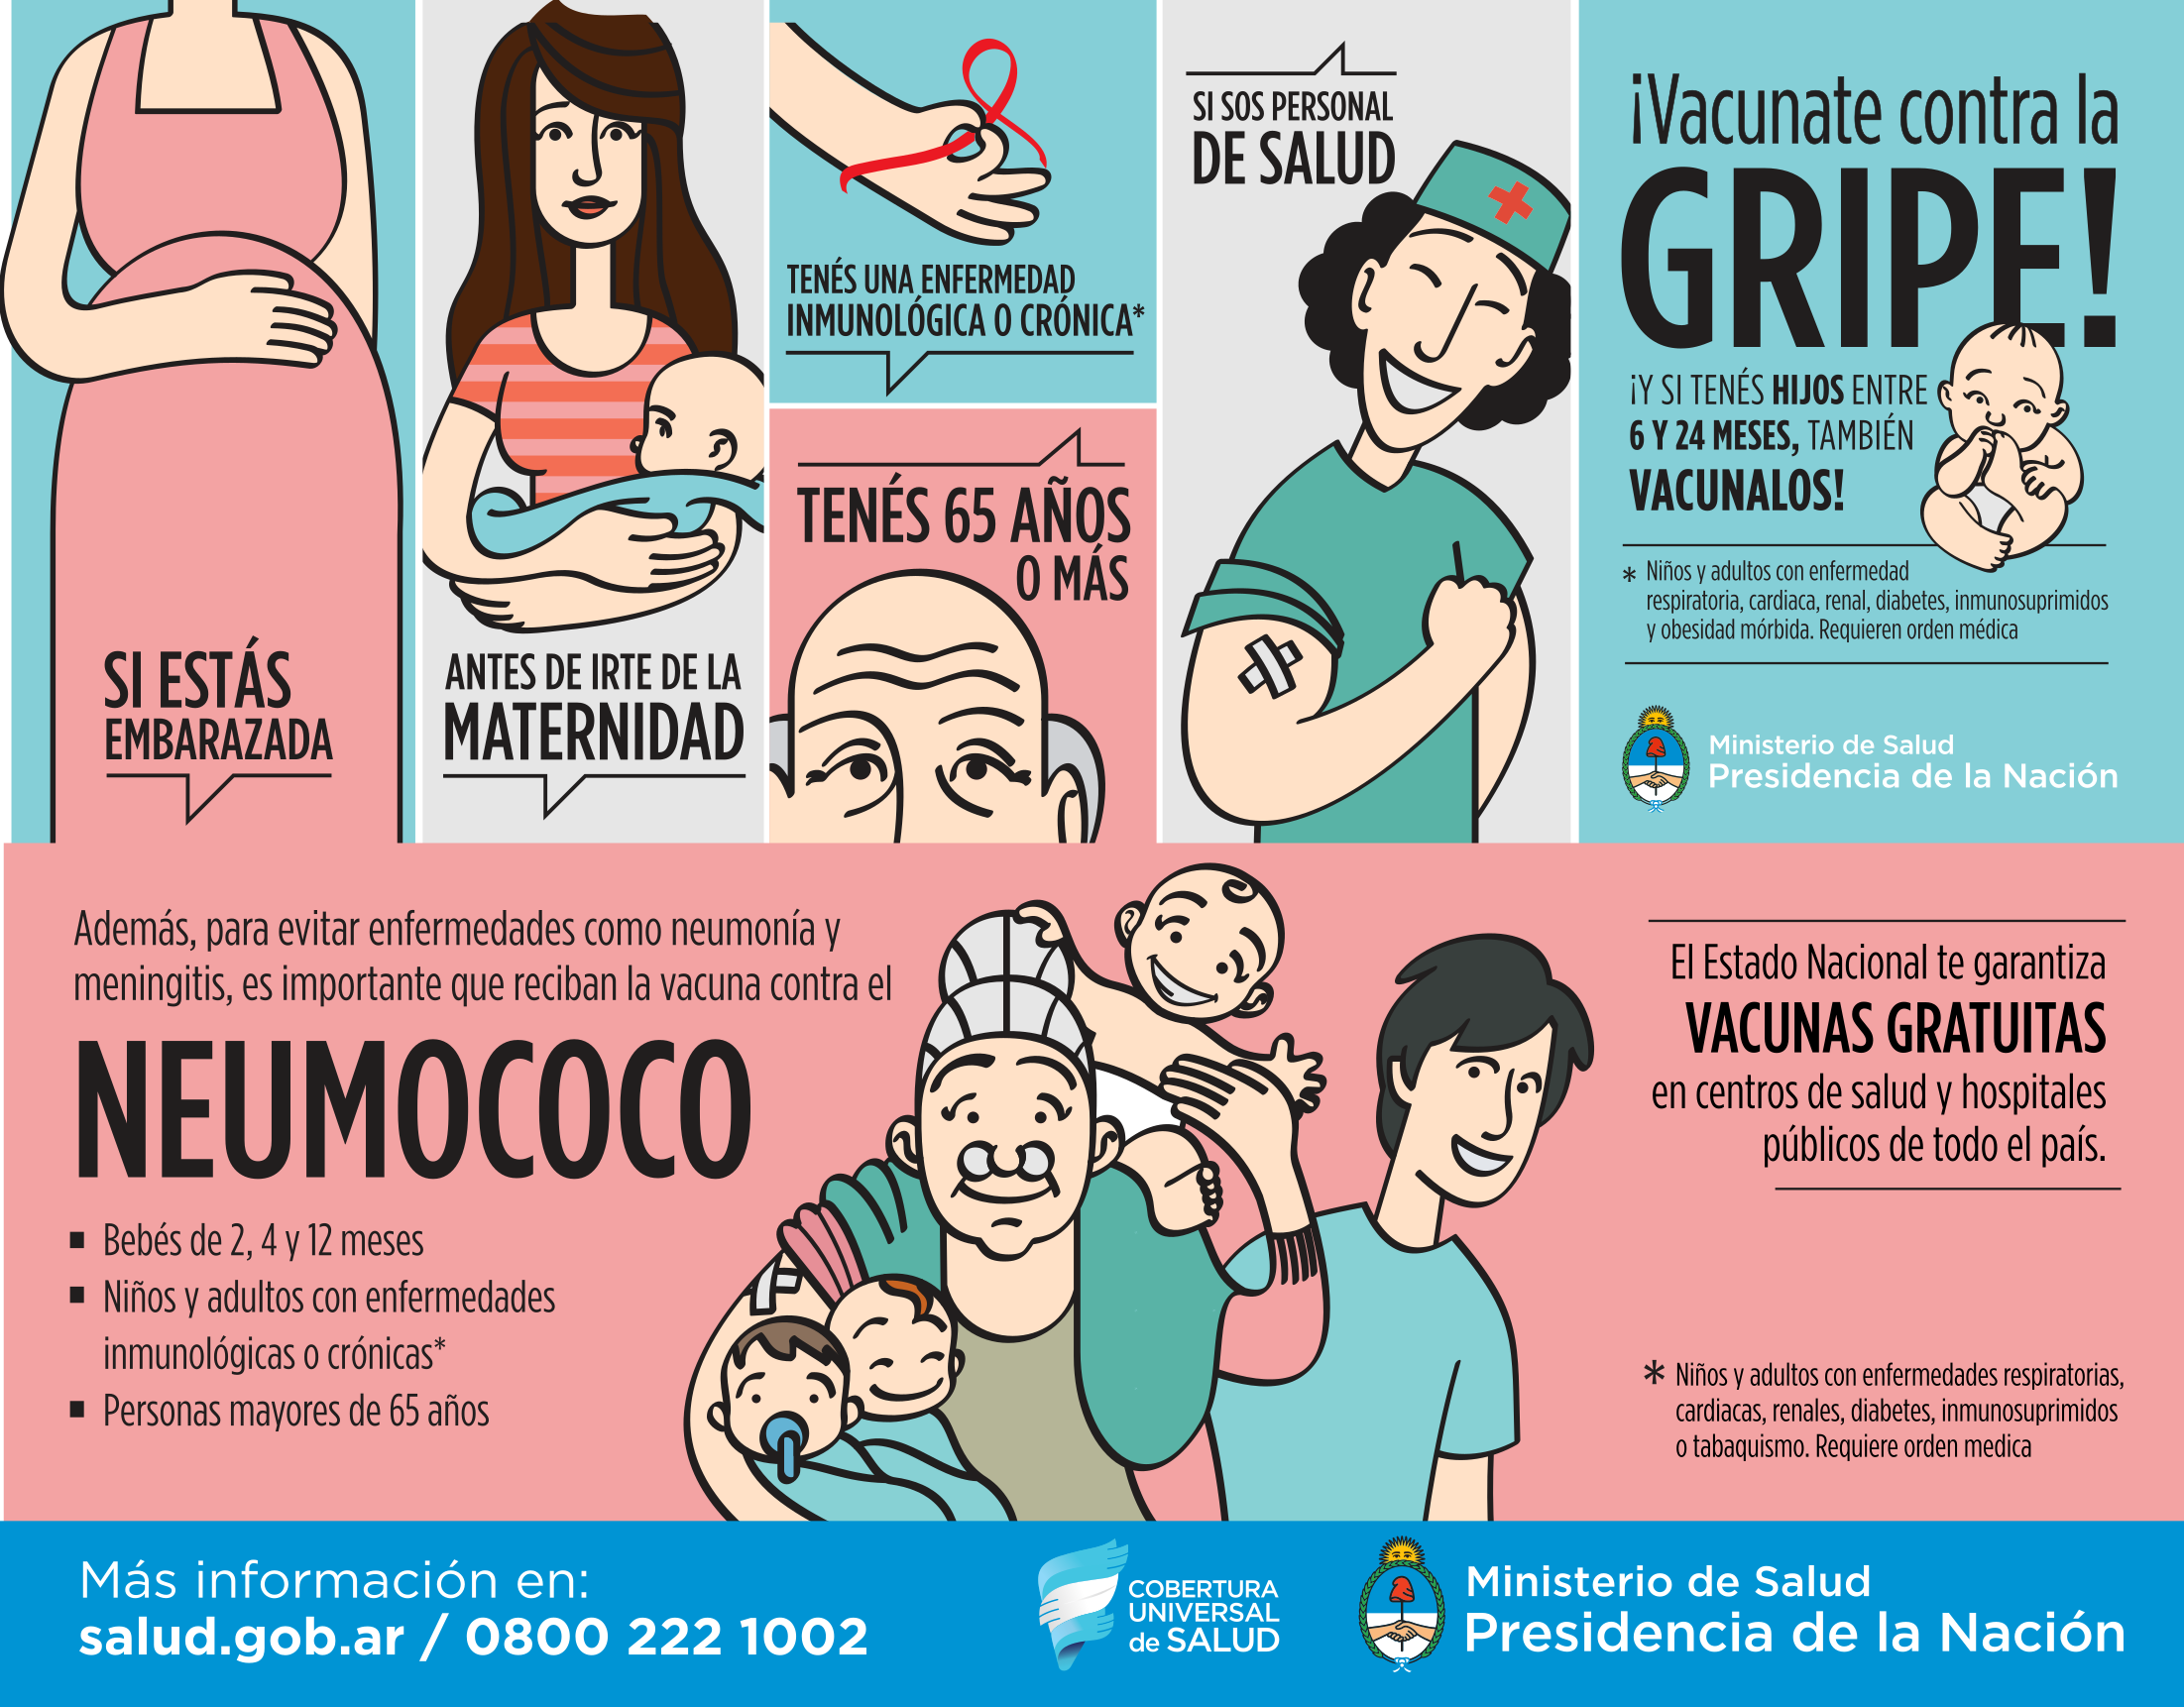 SI ESTÁS
EMBARAZADA
ANTES DE IRTE DE LA
MATERNIDAD
TENÉS UNA ENFERMEDAD
INMUNOLÓGICA O CRÓNICA*
TENÉS 65 AÑOS
O MÁS
SI SOS PERSONAL
DE SALUD
¡Vacunate contra la
GRIPE!
¡Y SI TENÉS HIJOS ENTRE
6 Y 24 MESES, TAMBIÉN
VACUNALOS!
* Niños y adultos con enfermedad
respiratoria, cardiaca, renal, diabetes, inmunosuprimidos
y obesidad mórbida. Requieren orden médica
Ministerio de Salud
Presidencia de la Nación
Además, para evitar enfermedades como neumonía y
meningitis, es importante que reciban la vacuna contra el
NEUMOCOCO
▪ Bebés de 2, 4 y 12 meses
▪ Niños y adultos con enfermedades
inmunológicas o crónicas*
▪ Personas mayores de 65 años
El Estado Nacional te garantiza
VACUNAS GRATUITAS
en centros de salud y hospitales
públicos de todo el país.
* Niños y adultos con enfermedades respiratorias,
cardiacas, renales, diabetes, inmunosuprimidos
o tabaquismo. Requiere orden medica
Más información en:
salud.gob.ar / 0800 222 1002
COBERTURA
UNIVERSAL
de SALUD
Ministerio de Salud
Presidencia de la Nación